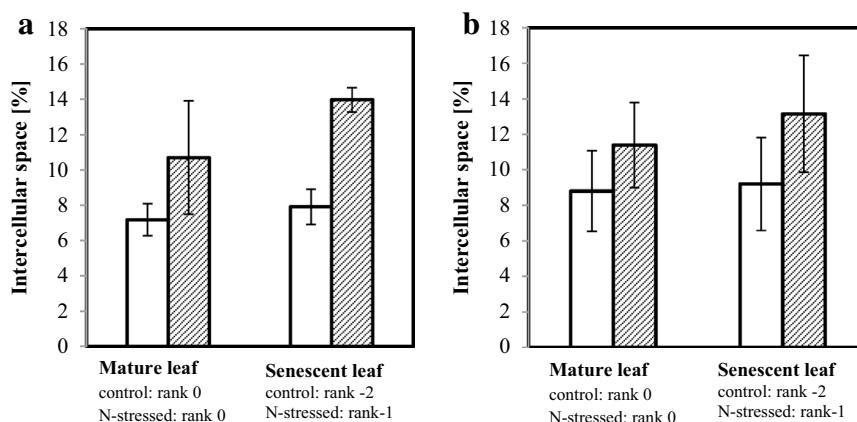 a
Intercellular space [%]
18
16
14
12
10
8
6
4
2
0
Mature leaf
control: rank 0
N-stressed: rank 0
Senescent leaf
control: rank -2
N-stressed: rank-1
b
Intercellular space [%]
18
16
14
12
10
8
6
4
2
0
Mature leaf
control: rank 0
N-stressed: rank 0
Senescent leaf
control: rank -2
N-stressed: rank-1